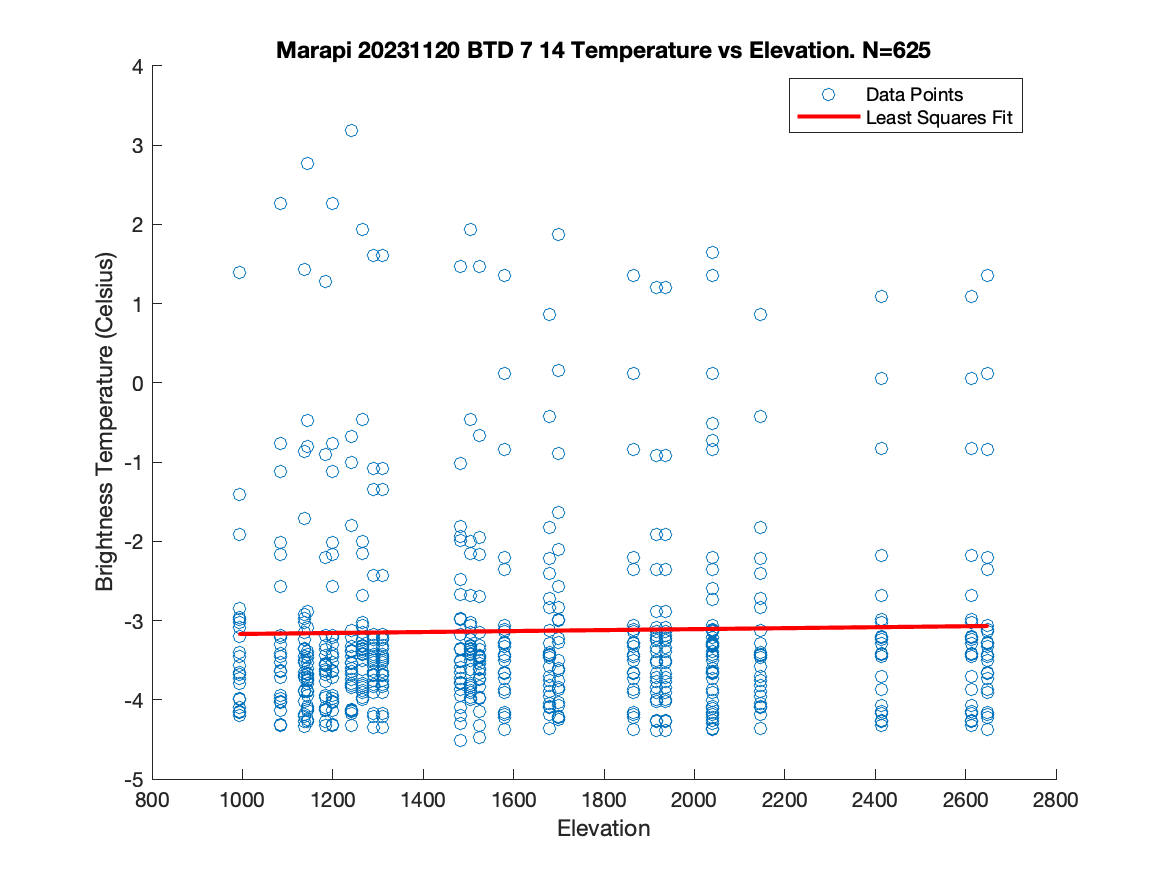 Marapi 20231120 BTD 7 14 Temperature vs Elevation. N=625
Data Points
Least Squares Fit
Brightness Temperature (Celsius)
4
3
2
1
0
-1
-2
-3
-4
-5
800 1000 1200 1400 1600 1800 2000 2200 2400 2600 2800
Elevation